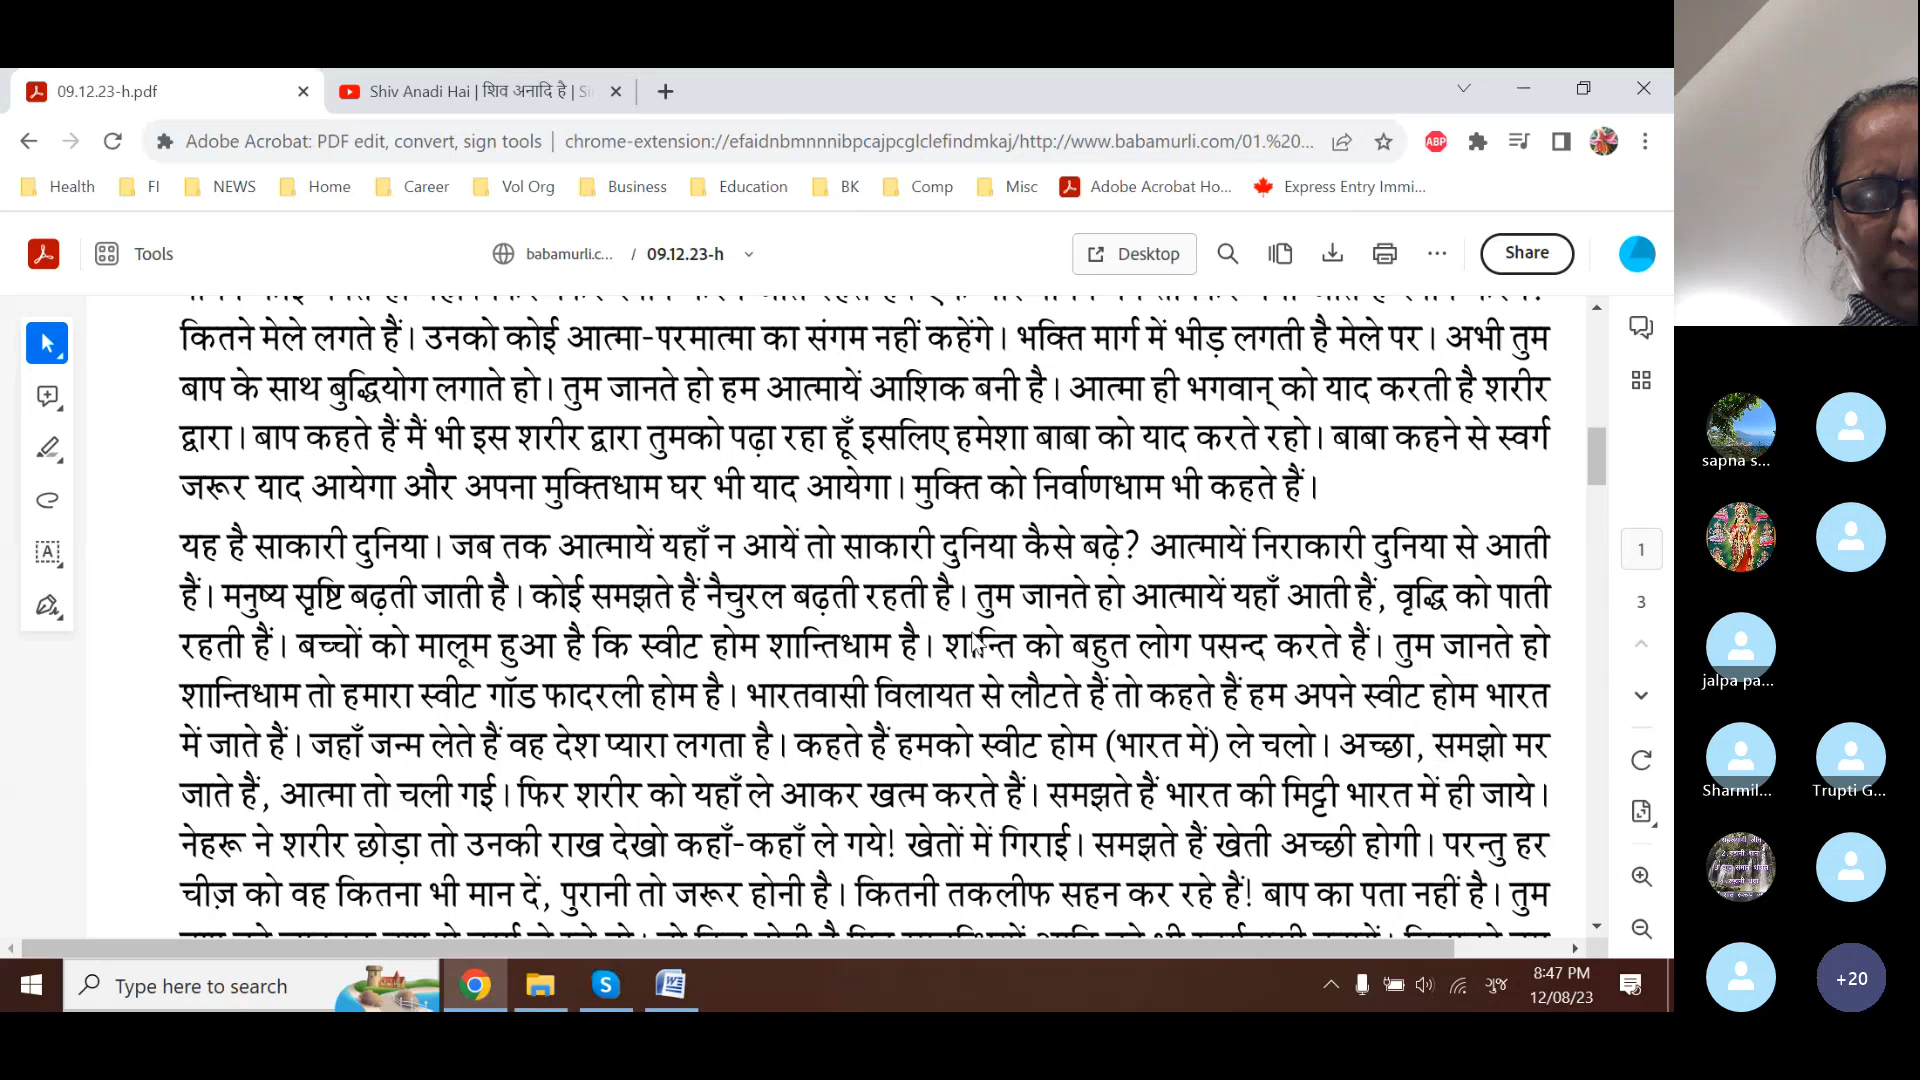 09.12.23-h.pdf
Shiv Anadi Hai | शिव अनादि है | Si
Adobe Acrobat: PDF edit, convert, sign tools | chrome-extension://efaidnbmnnnibpcajpcglclefindmkaj/http://www.babamurli.com/01.%20...
ABP
Health FI NEWS Home Career Vol Org Business Education BK Comp Misc Adobe Acrobat Ho... Express Entry Immi...
Tools
babamurli.c... / 09.12.23-h
Desktop
Share
कितने मेले लगते हैं। उनको कोई आत्मा-परमात्मा का संगम नहीं कहेंगे। भक्ति मार्ग में भीड़ लगती है मेले पर। अभी तुम
बाप के साथ बुद्धियोग लगाते हो। तुम जानते हो हम आत्मायें आशिक बनी है। आत्मा ही भगवान् को याद करती है शरीर
द्वारा। बाप कहते हैं मैं भी इस शरीर द्वारा तुमको पढ़ा रहा हूँ इसलिए हमेशा बाबा को याद करते रहो। बाबा कहने से स्वर्ग
जरूर याद आयेगा और अपना मुक्तिधाम घर भी याद आयेगा। मुक्ति को निर्वाणधाम भी कहते हैं।
यह है साकारी दुनिया। जब तक आत्मायें यहाँ न आयें तो साकारी दुनिया कैसे बढ़े? आत्मायें निराकारी दुनिया से आती
हैं। मनुष्य सृष्टि बढ़ती जाती है। कोई समझते हैं नैचुरल बढ़ती रहती है। तुम जानते हो आत्मायें यहाँ आती हैं, वृद्धि को पाती
रहती हैं। बच्चों को मालूम हुआ है कि स्वीट होम शान्तिधाम है। शान्ति को बहुत लोग पसन्द करते हैं। तुम जानते हो
शान्तिधाम तो हमारा स्वीट गॉड फादरली होम है। भारतवासी विलायत से लौटते हैं तो कहते हैं हम अपने स्वीट होम भारत
में जाते हैं। जहाँ जन्म लेते हैं वह देश प्यारा लगता है। कहते हैं हमको स्वीट होम (भारत में) ले चलो। अच्छा, समझो मर
जाते हैं, आत्मा तो चली गई। फिर शरीर को यहाँ ले आकर खत्म करते हैं। समझते हैं भारत की मिट्टी भारत में ही जाये।
नेहरू ने शरीर छोड़ा तो उनकी राख देखो कहाँ-कहाँ ले गये! खेतों में गिराई। समझते हैं खेती अच्छी होगी। परन्तु हर
चीज़ को वह कितना भी मान दें, पुरानी तो जरूर होनी है। कितनी तकलीफ सहन कर रहे हैं! बाप का पता नहीं है। तुम
1
3
sapna s...
jalpa pa...
Sharmil...
Trupti G...
+20
Type here to search
ગુજ
8:47 PM
12/08/23